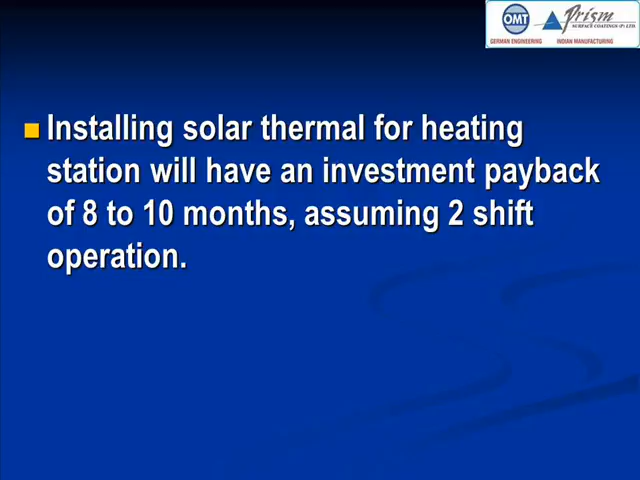 OMT
Prism
SURFACE COATINGS (P) LTD.
GERMAN ENGINEERING INDIAN MANUFACTURING
Installing solar thermal for heating
station will have an investment payback
of 8 to 10 months, assuming 2 shift
operation.